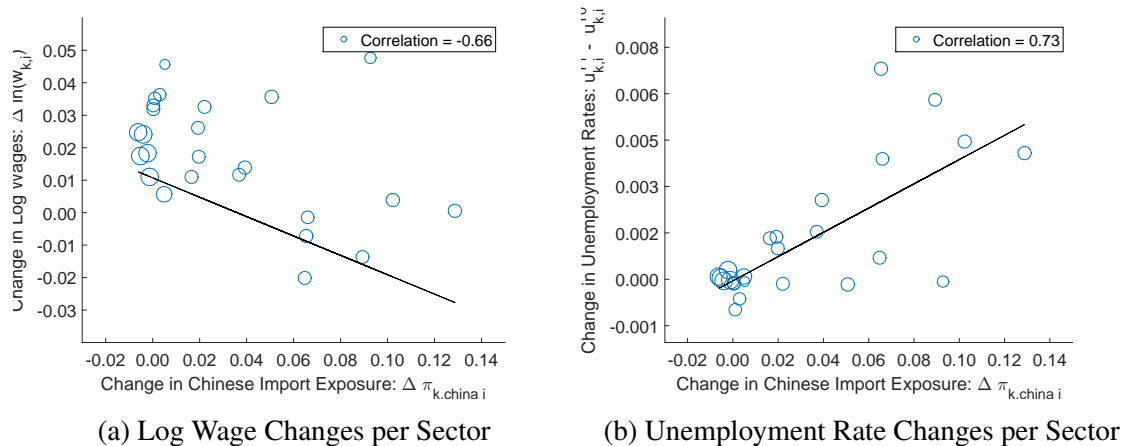 Correlation = -0.66
Change in Log Wages: Δ ln(w_{k,i})
0.05
0.04
0.03
0.02
0.01
0.00
-0.01
-0.02
-0.03
-0.02 0.00 0.02 0.04 0.06 0.08 0.10 0.12 0.14
Change in Chinese Import Exposure: Δ π_{k.china i}
(a) Log Wage Changes per Sector
Correlation = 0.73
Change in Unemployment Rates: u_{k,i} - u_{k,i}
0.008
0.006
0.005
0.003
0.002
0.000
-0.001
-0.02 0.00 0.02 0.04 0.06 0.08 0.10 0.12 0.14
Change in Chinese Import Exposure: Δ π_{k.china i}
(b) Unemployment Rate Changes per Sector